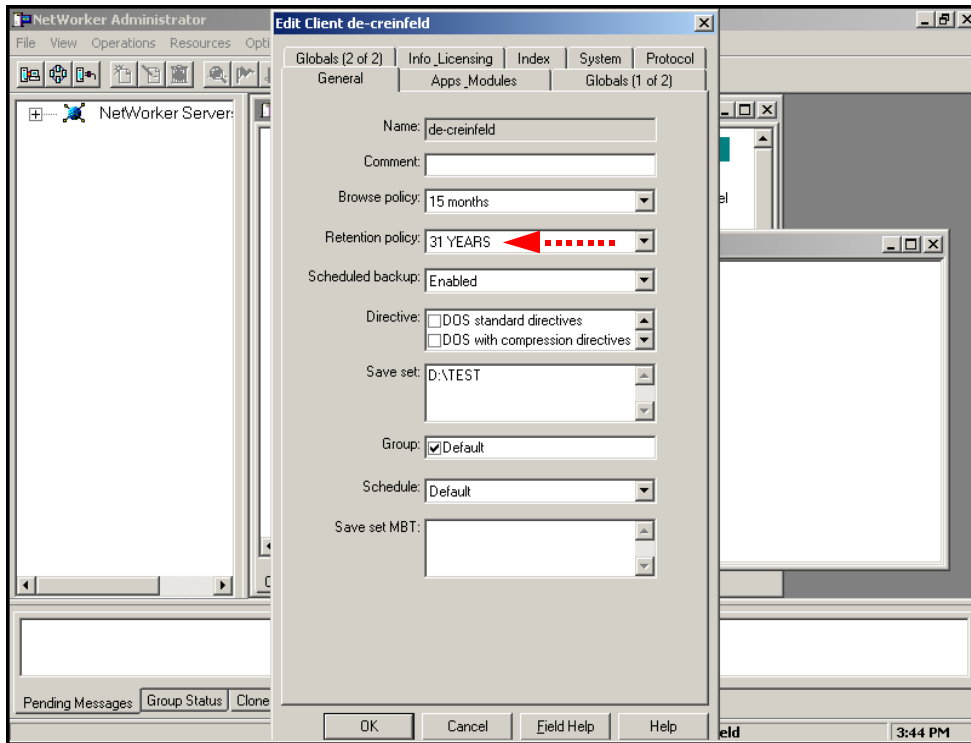 NetWorker Administrator
File View Operations Resources Opti
NetWorker Server:
Edit Client de-creinfeld
Globals (2 of 2) Info_Licensing Index System Protocol
General Apps_Modules Globals (1 of 2)
Name: de-creinfeld
Comment:
Browse policy: 15 months
Retention policy: 31 YEARS
Scheduled backup: Enabled
Directive: DOS standard directives
DOS with compression directives
Save set: D:\TEST
Group: Default
Schedule: Default
Save set MBT:
OK Cancel Field Help Help
el
Pending Messages Group Status Clone
eld 3:44 PM